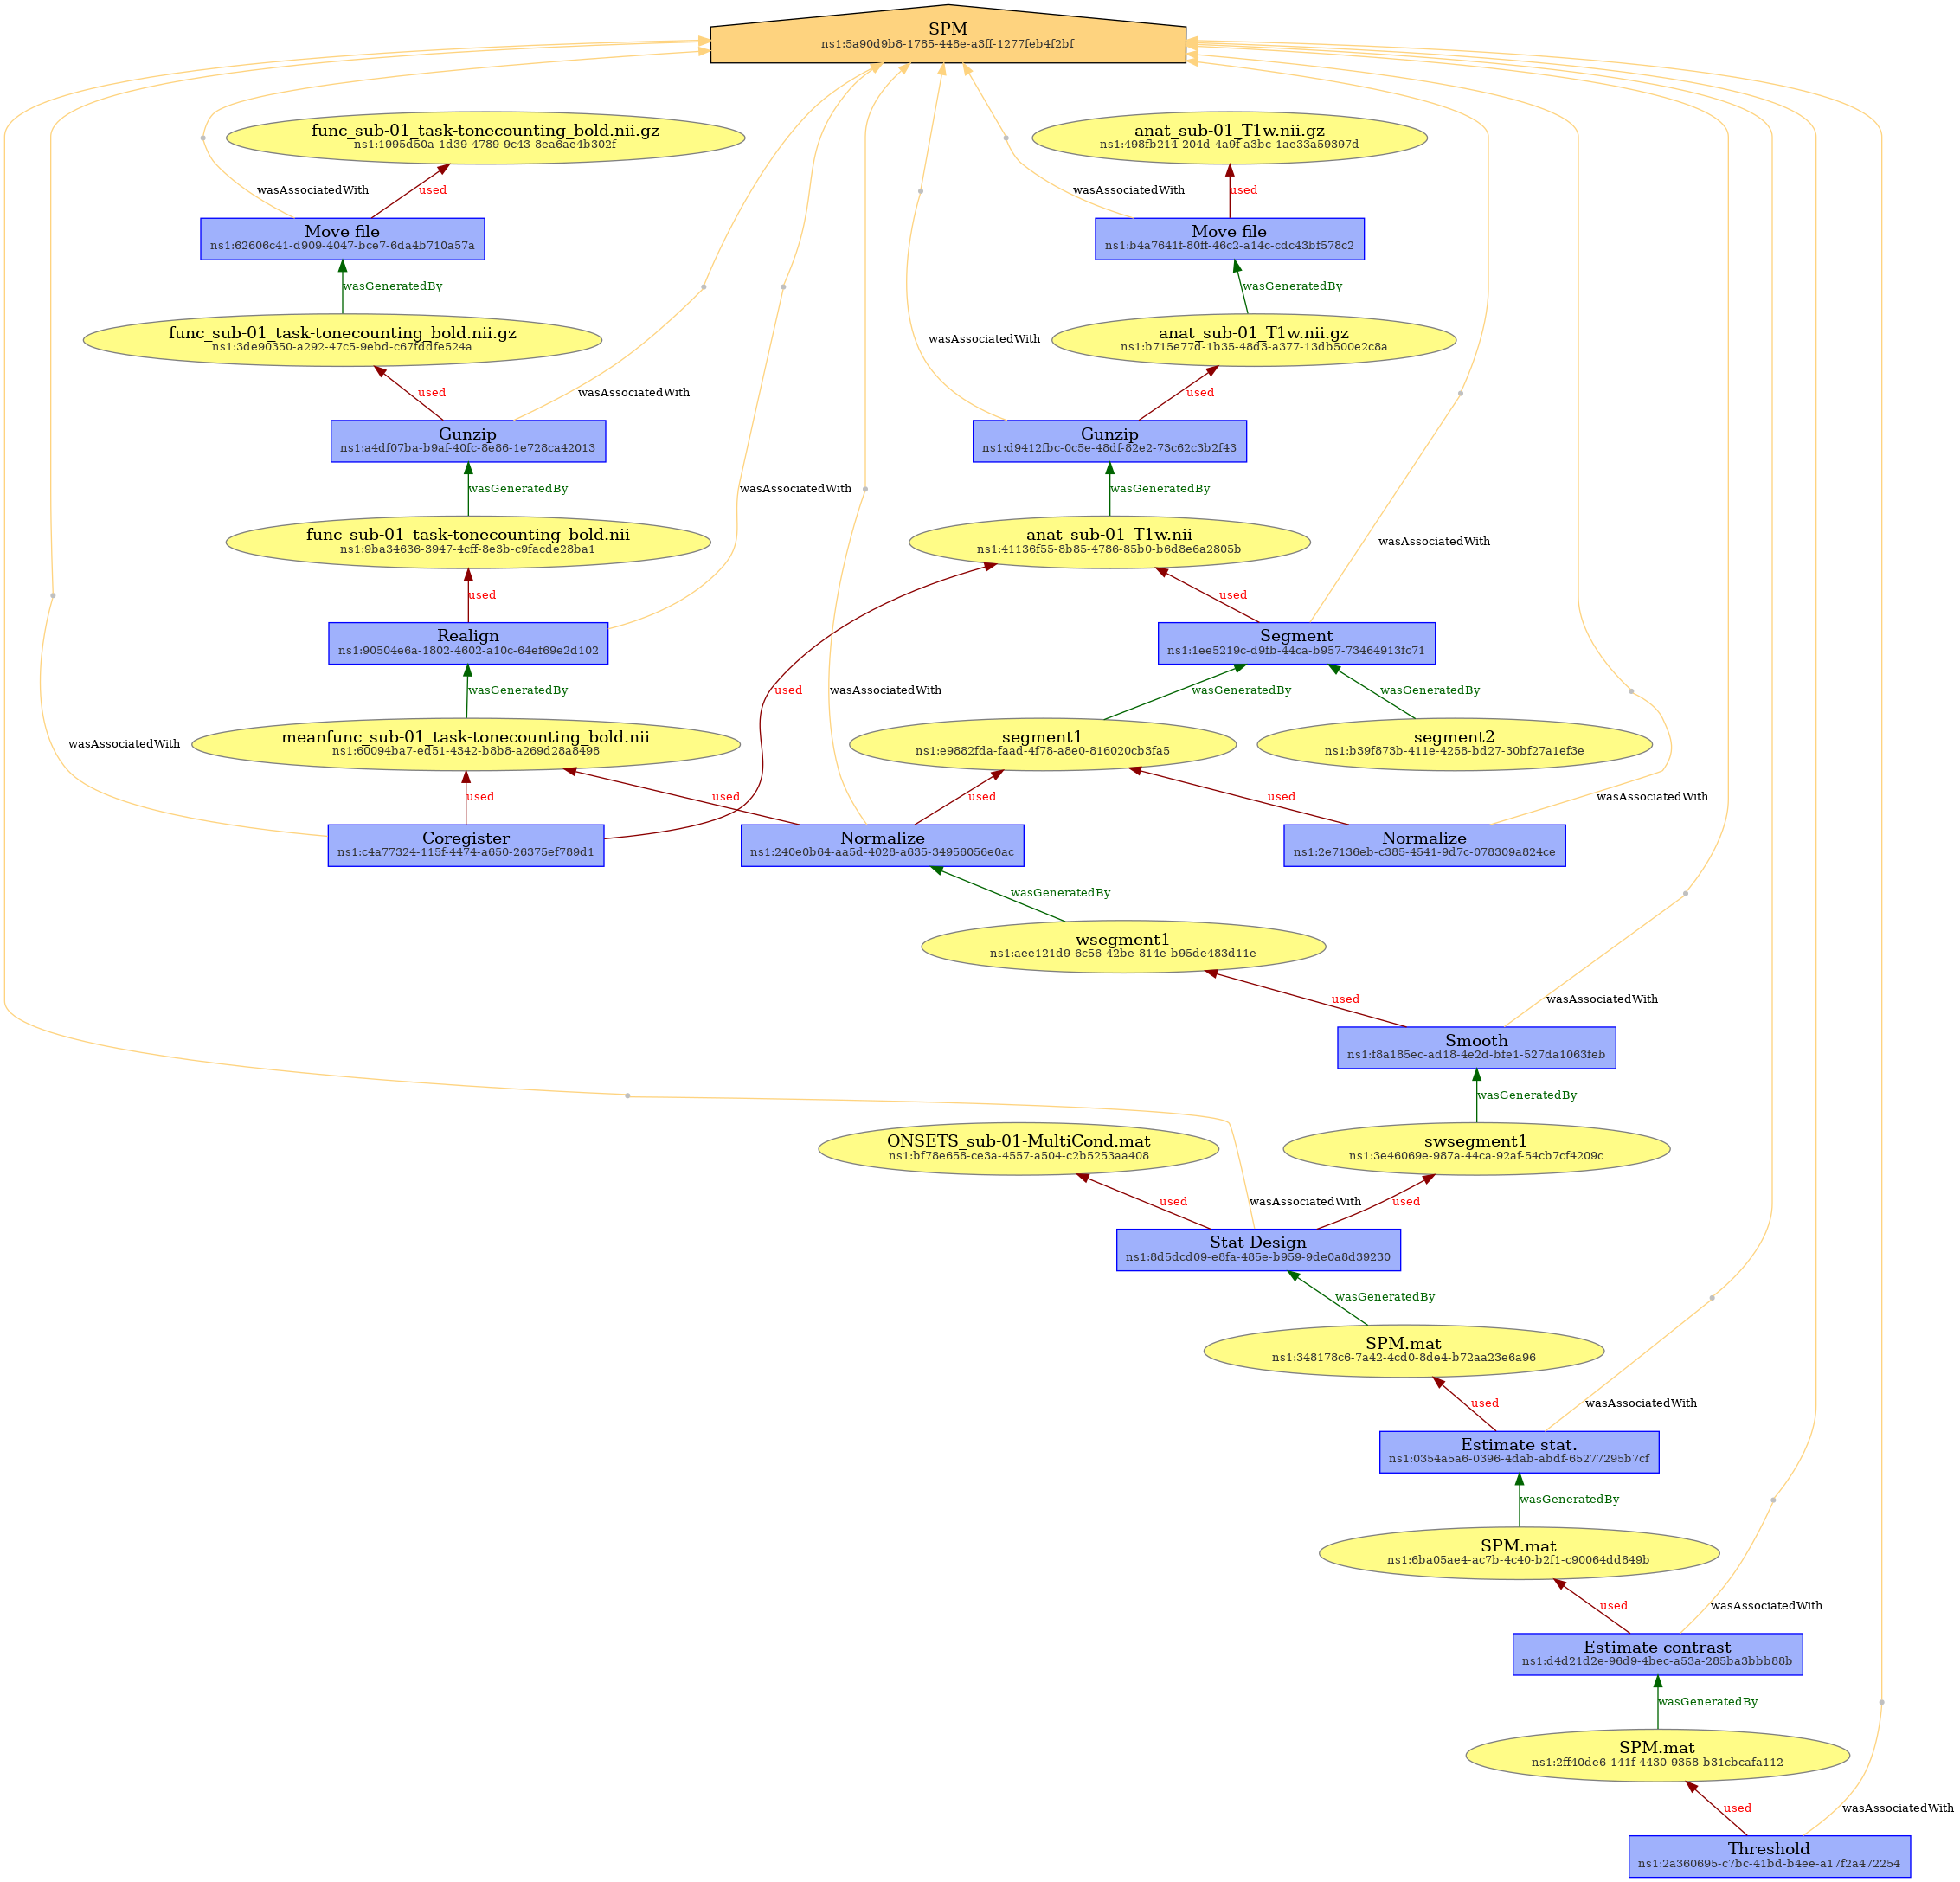 SPM
ns1:5a90d9b8-1785-448e-a3ff-1277feb4f2bf
func_sub-01_task-tonecounting_bold.nii.gz
ns1:1995d50a-1d39-4789-9c43-8ea6ae4b302f
anat_sub-01_T1w.nii.gz
ns1:498fb214-204d-4a9f-a3bc-1ae33a59397d
wasAssociatedWith
used
wasAssociatedWith
used
Move file
ns1:62606c41-d909-4047-bce7-6da4b710a57a
Move file
ns1:b4a7641f-80ff-46c2-a14c-cdc43bf578c2
wasGeneratedBy
wasGeneratedBy
func_sub-01_task-tonecounting_bold.nii.gz
ns1:3de90350-a292-47c5-9ebd-c67fddfe524a
wasAssociatedWith
anat_sub-01_T1w.nii.gz
ns1:b715e77d-1b35-48d3-a377-13db500e2c8a
used
wasAssociatedWith
used
Gunzip
ns1:a4df07ba-b9af-40fc-8e86-1e728ca42013
Gunzip
ns1:d9412fbc-0c5e-48df-82e2-73c62c3b2f43
wasGeneratedBy
wasAssociatedWith
wasGeneratedBy
func_sub-01_task-tonecounting_bold.nii
ns1:9ba34636-3947-4cff-8e3b-c9facde28ba1
anat_sub-01_T1w.nii
ns1:41136f55-8b85-4786-85b0-b6d8e6a2805b
wasAssociatedWith
used
used
Realign
ns1:90504e6a-1802-4602-a10c-64ef69e2d102
Segment
ns1:1ee5219c-d9fb-44ca-b957-73464913fc71
wasGeneratedBy
used
wasAssociatedWith
wasGeneratedBy
wasGeneratedBy
wasAssociatedWith
meanfunc_sub-01_task-tonecounting_bold.nii
ns1:60094ba7-ed51-4342-b8b8-a269d28a8498
segment1
ns1:e9882fda-faad-4f78-a8e0-816020cb3fa5
segment2
ns1:b39f873b-411e-4258-bd27-30bf27a1ef3e
used
used
used
used
wasAssociatedWith
Coregister
ns1:c4a77324-115f-4474-a650-26375ef789d1
Normalize
ns1:240e0b64-aa5d-4028-a635-34956056e0ac
Normalize
ns1:2e7136eb-c385-4541-9d7c-078309a824ce
wasGeneratedBy
wsegment1
ns1:aee121d9-6c56-42be-814e-b95de483d11e
used
wasAssociatedWith
Smooth
ns1:f8a185ec-ad18-4e2d-bfe1-527da1063feb
wasGeneratedBy
ONSETS_sub-01-MultiCond.mat
ns1:bf78e658-ce3a-4557-a504-c2b5253aa408
swsegment1
ns1:3e46069e-987a-44ca-92af-54cb7cf4209c
used
wasAssociatedWith
used
Stat Design
ns1:8d5dcd09-e8fa-485e-b959-9de0a8d39230
wasGeneratedBy
SPM.mat
ns1:348178c6-7a42-4cd0-8de4-b72aa23e6a96
used
wasAssociatedWith
Estimate stat.
ns1:0354a5a6-0396-4dab-abdf-65277295b7cf
wasGeneratedBy
SPM.mat
ns1:6ba05ae4-ac7b-4c40-b2f1-c90064dd849b
used
wasAssociatedWith
Estimate contrast
ns1:d4d21d2e-96d9-4bec-a53a-285ba3bbb88b
wasGeneratedBy
SPM.mat
ns1:2ff40de6-141f-4430-9358-b31cbcafa112
used
wasAssociatedWith
Threshold
ns1:2a360695-c7bc-41bd-b4ee-a17f2a472254